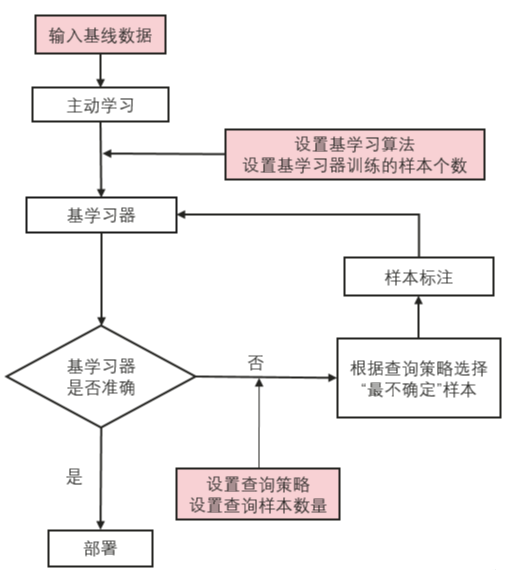 输入基线数据
主动学习
设置基学习算法
设置基学习器训练的样本个数
基学习器
样本标注
基学习器
是否准确
否
根据查询策略选择
“最不确定”样本
是
设置查询策略
设置查询样本数量
部署